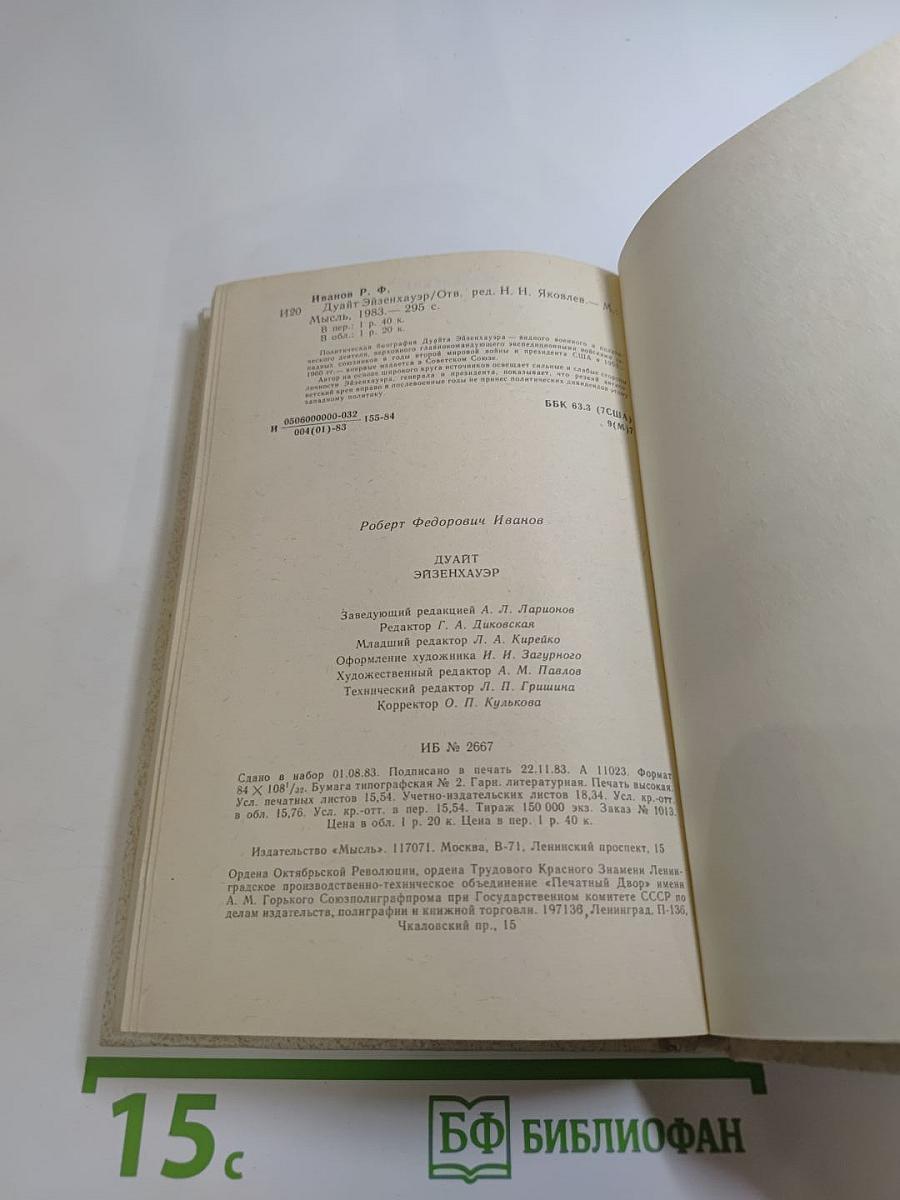 Иванов Р. Ф.
И20 Дуайт Эйзенхауэр/Отв. ред. Н. Н. Яковлев.— М.:
Мысль, 1983.— 295 с.
В пер.: 1 р. 40 к.
В обл.: 1 р. 20 к.
Политическая биография Дуайта Эйзенхауэра — видного военного и
ческого деятеля, верховного главнокомандующего экспедиционными войсками
падных союзников в годы второй мировой войны и президента США в
1960 гг.— впервые издается в Советском Союзе.
Автор на основе широкого круга источников освещает сильные и слабые стороны
личности Эйзенхауэра, генерала и президента, показывает, что резкий
ветский крен вправо в послевоенные годы не принес политических дивидендов этому
западному политику
И 0506000000-032 155-84
004(01)-83
ББК 63.3 (7США)
9(М)7
Роберт Федорович Иванов
ДУАЙТ
ЭЙЗЕНХАУЭР
Заведующий редакцией А. Л. Ларионов
Редактор Г. А. Диковская
Младший редактор Л. А. Кирейко
Оформление художника И. И. Загурного
Художественный редактор А. М. Павлов
Технический редактор Л. П. Гришина
Корректор О. П. Кулькова
ИБ № 2667
Сдано в набор 01.08.83. Подписано в печать 22.11.83. А 11023. Формат
84 × 108¹/₃₂. Бумага типографская № 2. Гарн. литературная. Печать высокая.
Усл. печатных листов 15,54. Учетно-издательских листов 18,34. Усл. кр.-отт.
в обл. 15,76. Усл. кр.-отт. в пер. 15,54. Тираж 150 000 экз. Заказ № 1013.
Цена в обл. 1 р. 20 к. Цена в пер. 1 р. 40 к.
Издательство «Мысль». 117071. Москва, В-71, Ленинский проспект, 15
Ордена Октябрьской Революции, ордена Трудового Красного Знамени Ленин-
градское производственно-техническое объединение «Печатный Двор» имени
А. М. Горького Союзполиграфпрома при Государственном комитете СССР по
делам издательств, полиграфии и книжной торговли. 197136, Ленинград, П-136,
Чкаловский пр., 15
15 с
БФ БИБЛИОФАН